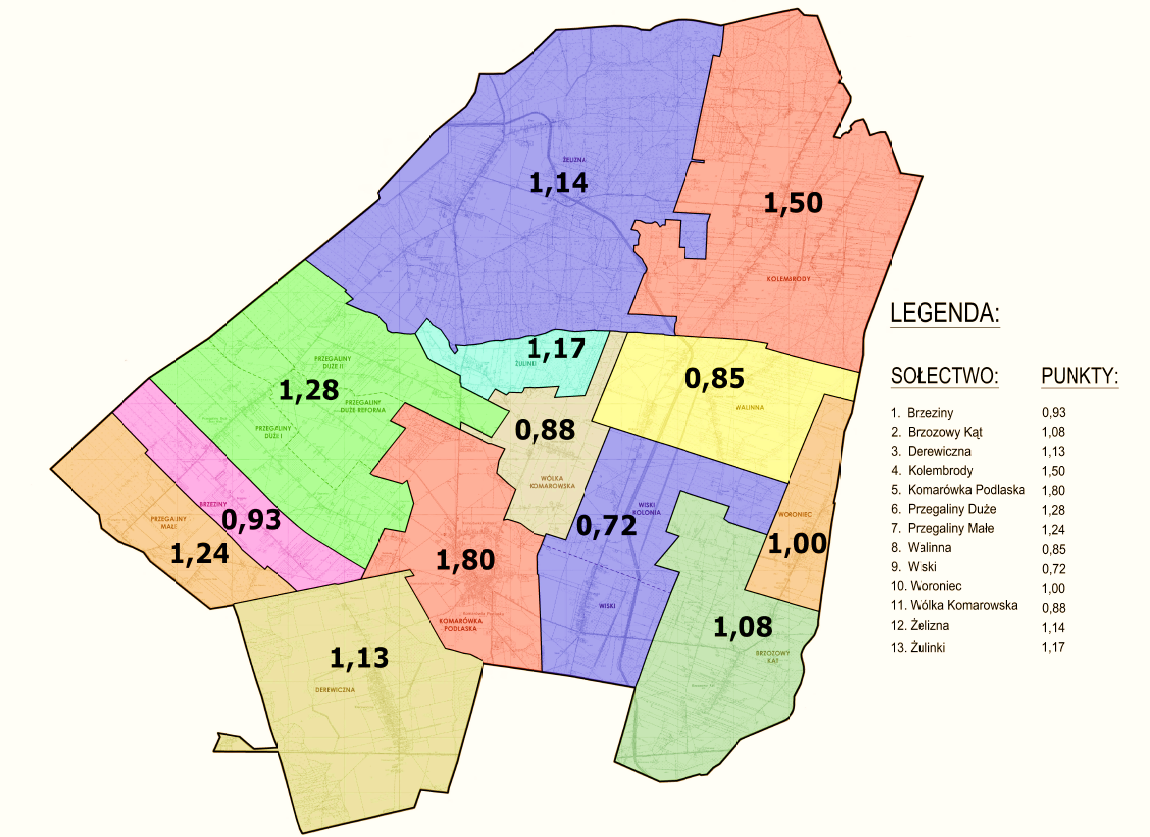 ŻELIZNA
1,14
1,50
KOLEMBRODY
1,17
ŻULINKI
PRZEGALINY
DUŻE II
1,28
PRZEGALINY
DUŻE REFORMA
PRZEGALINY
DUŻE I
0,85
WALINNA
0,88
WÓLKA
KOMAROWSKA
BRZEZINY
0,93
PRZEGALINY
MAŁE
1,24
WISKI
KOLONIA
0,72
WORONIEC
1,00
1,80
KOMARÓWKA
PODLASKA
WISKI
1,08
BRZOZOWY
KĄT
1,13
DEREWICZNA
LEGENDA:
SOŁECTWO: PUNKTY:
1. Brzeziny 0,93
2. Brzozowy Kąt 1,08
3. Derewiczna 1,13
4. Kolembrody 1,50
5. Komarówka Podlaska 1,80
6. Przegaliny Duże 1,28
7. Przegaliny Małe 1,24
8. Walinna 0,85
9. Wiski 0,72
10. Woroniec 1,00
11. Wólka Komarowska 0,88
12. Żelizna 1,14
13. Żulinki 1,17